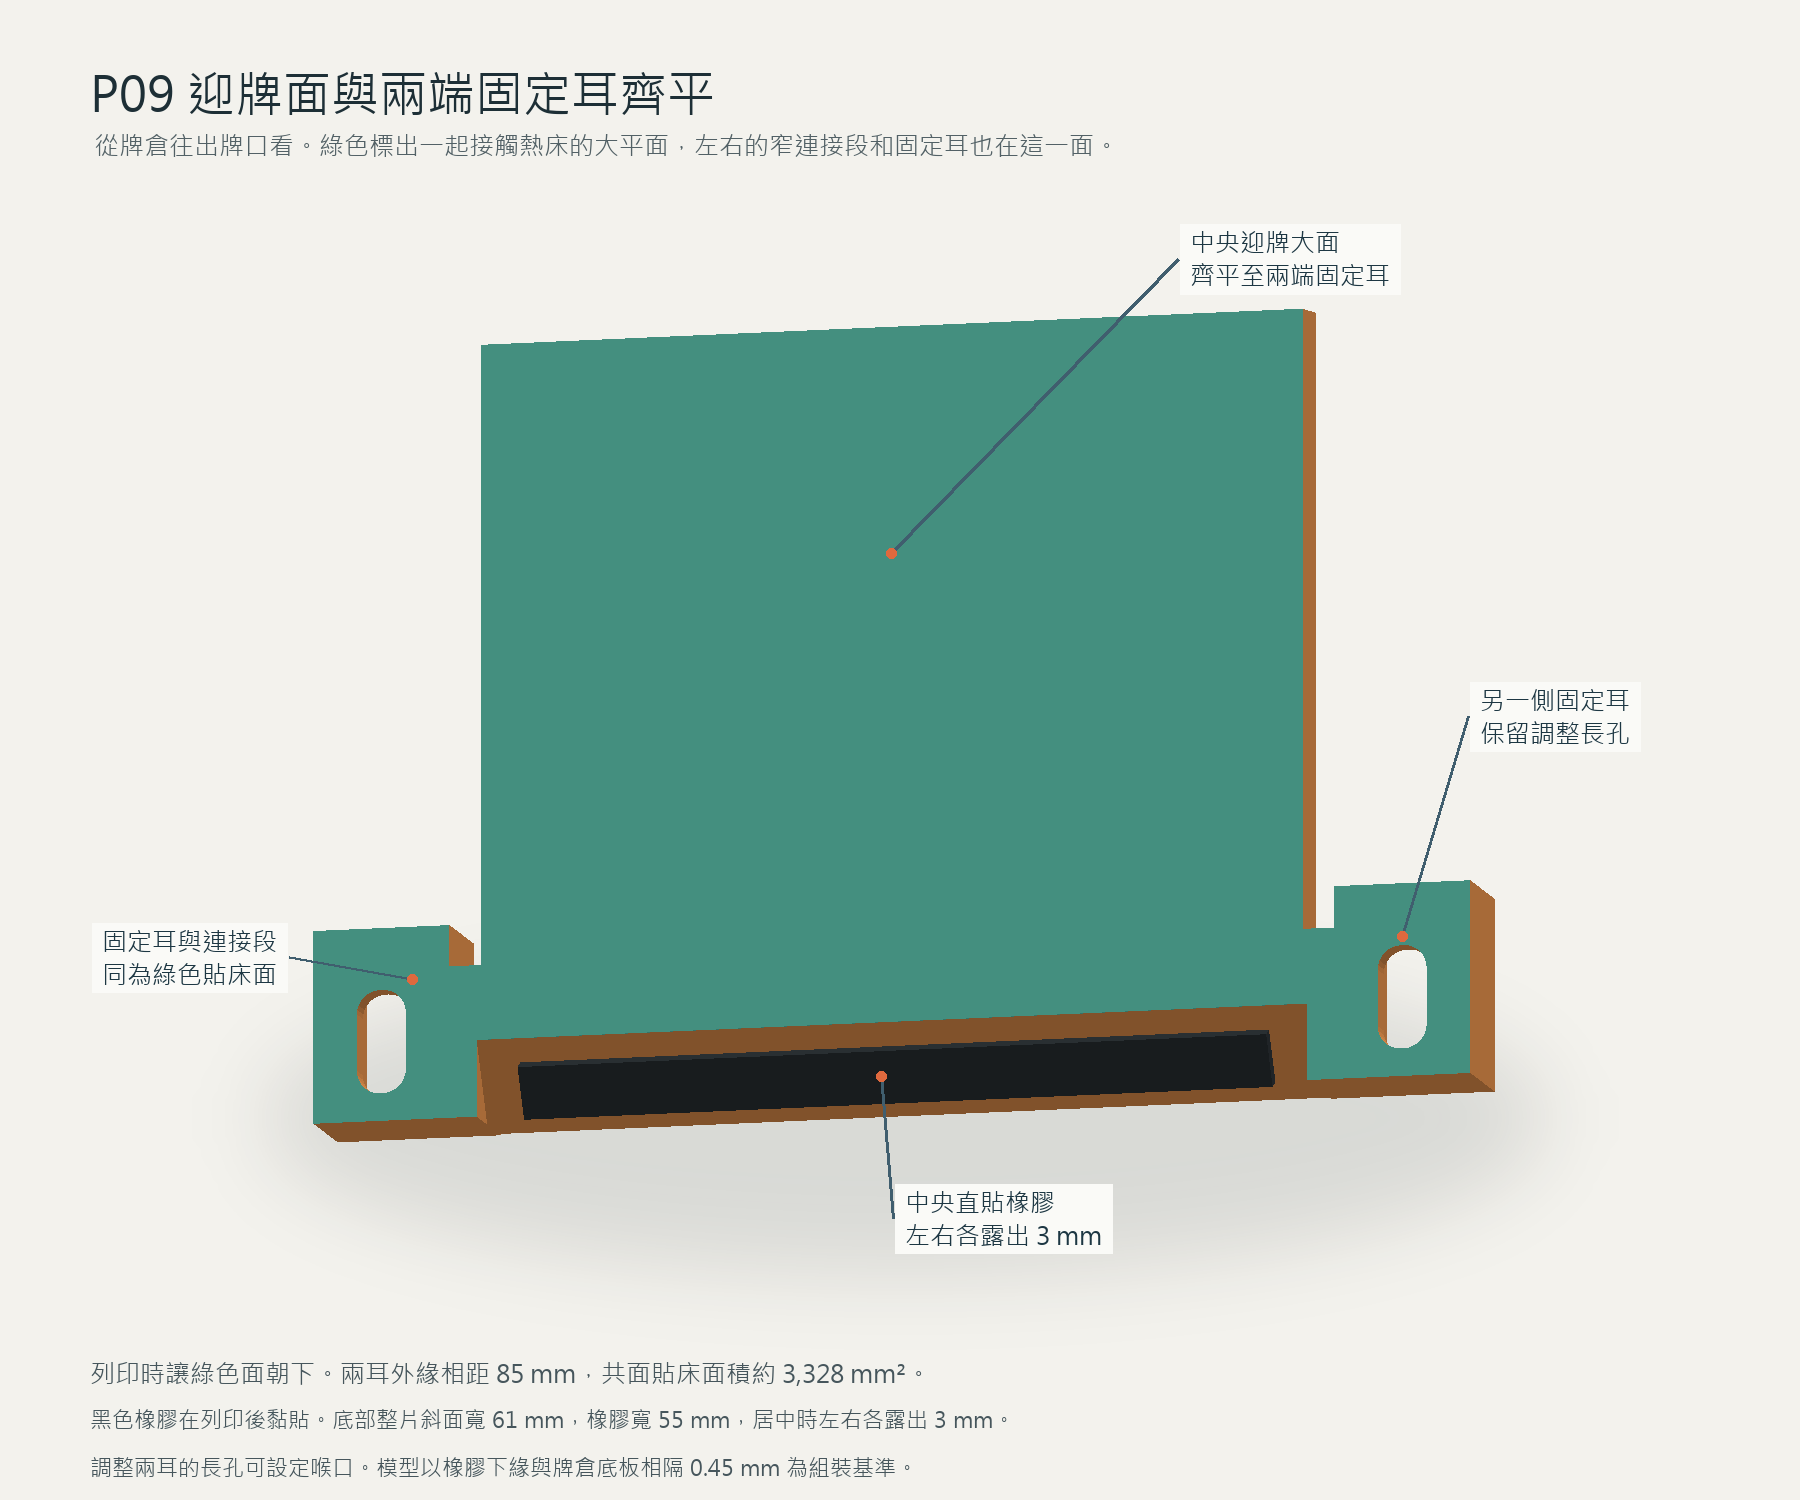 P09 迎牌面與兩端固定耳齊平
從牌倉往出牌口看。綠色標出一起接觸熱床的大平面，左右的窄連接段和固定耳也在這一面。
中央迎牌大面
齊平至兩端固定耳
另一側固定耳
保留調整長孔
固定耳與連接段
同為綠色貼床面
中央直貼橡膠
左右各露出 3 mm
列印時讓綠色面朝下。兩耳外緣相距 85 mm，共面貼床面積約 3,328 mm²。
黑色橡膠在列印後黏貼。底部整片斜面寬 61 mm，橡膠寬 55 mm，居中時左右各露出 3 mm。
調整兩耳的長孔可設定喉口。模型以橡膠下緣與牌倉底板相隔 0.45 mm 為組裝基準。